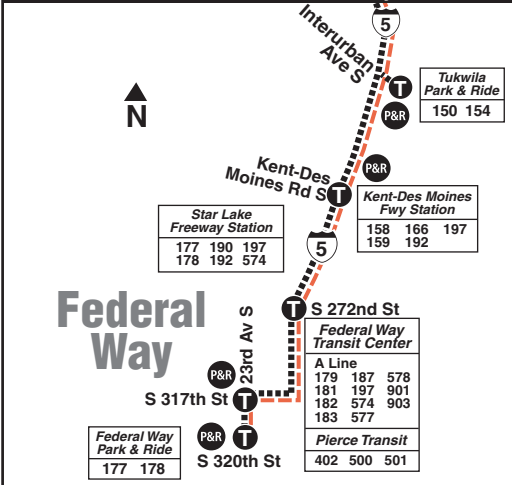 5
Interurban
Ave S
T
Tukwila
Park & Ride
150 154
P&R
N
P&R
Kent-Des
Moines Rd S
T
Kent-Des Moines
Fwy Station
158 166 197
159 192
Star Lake
Freeway Station
177 190 197
178 192 574
5
Federal
Way
T
S 272nd St
23rd Av S
Federal Way
Transit Center
A Line
179 187 578
181 197 901
182 574 903
183 577
Pierce Transit
402 500 501
P&R
S 317th St
T
Federal Way
Park & Ride
177 178
P&R
T
S 320th St